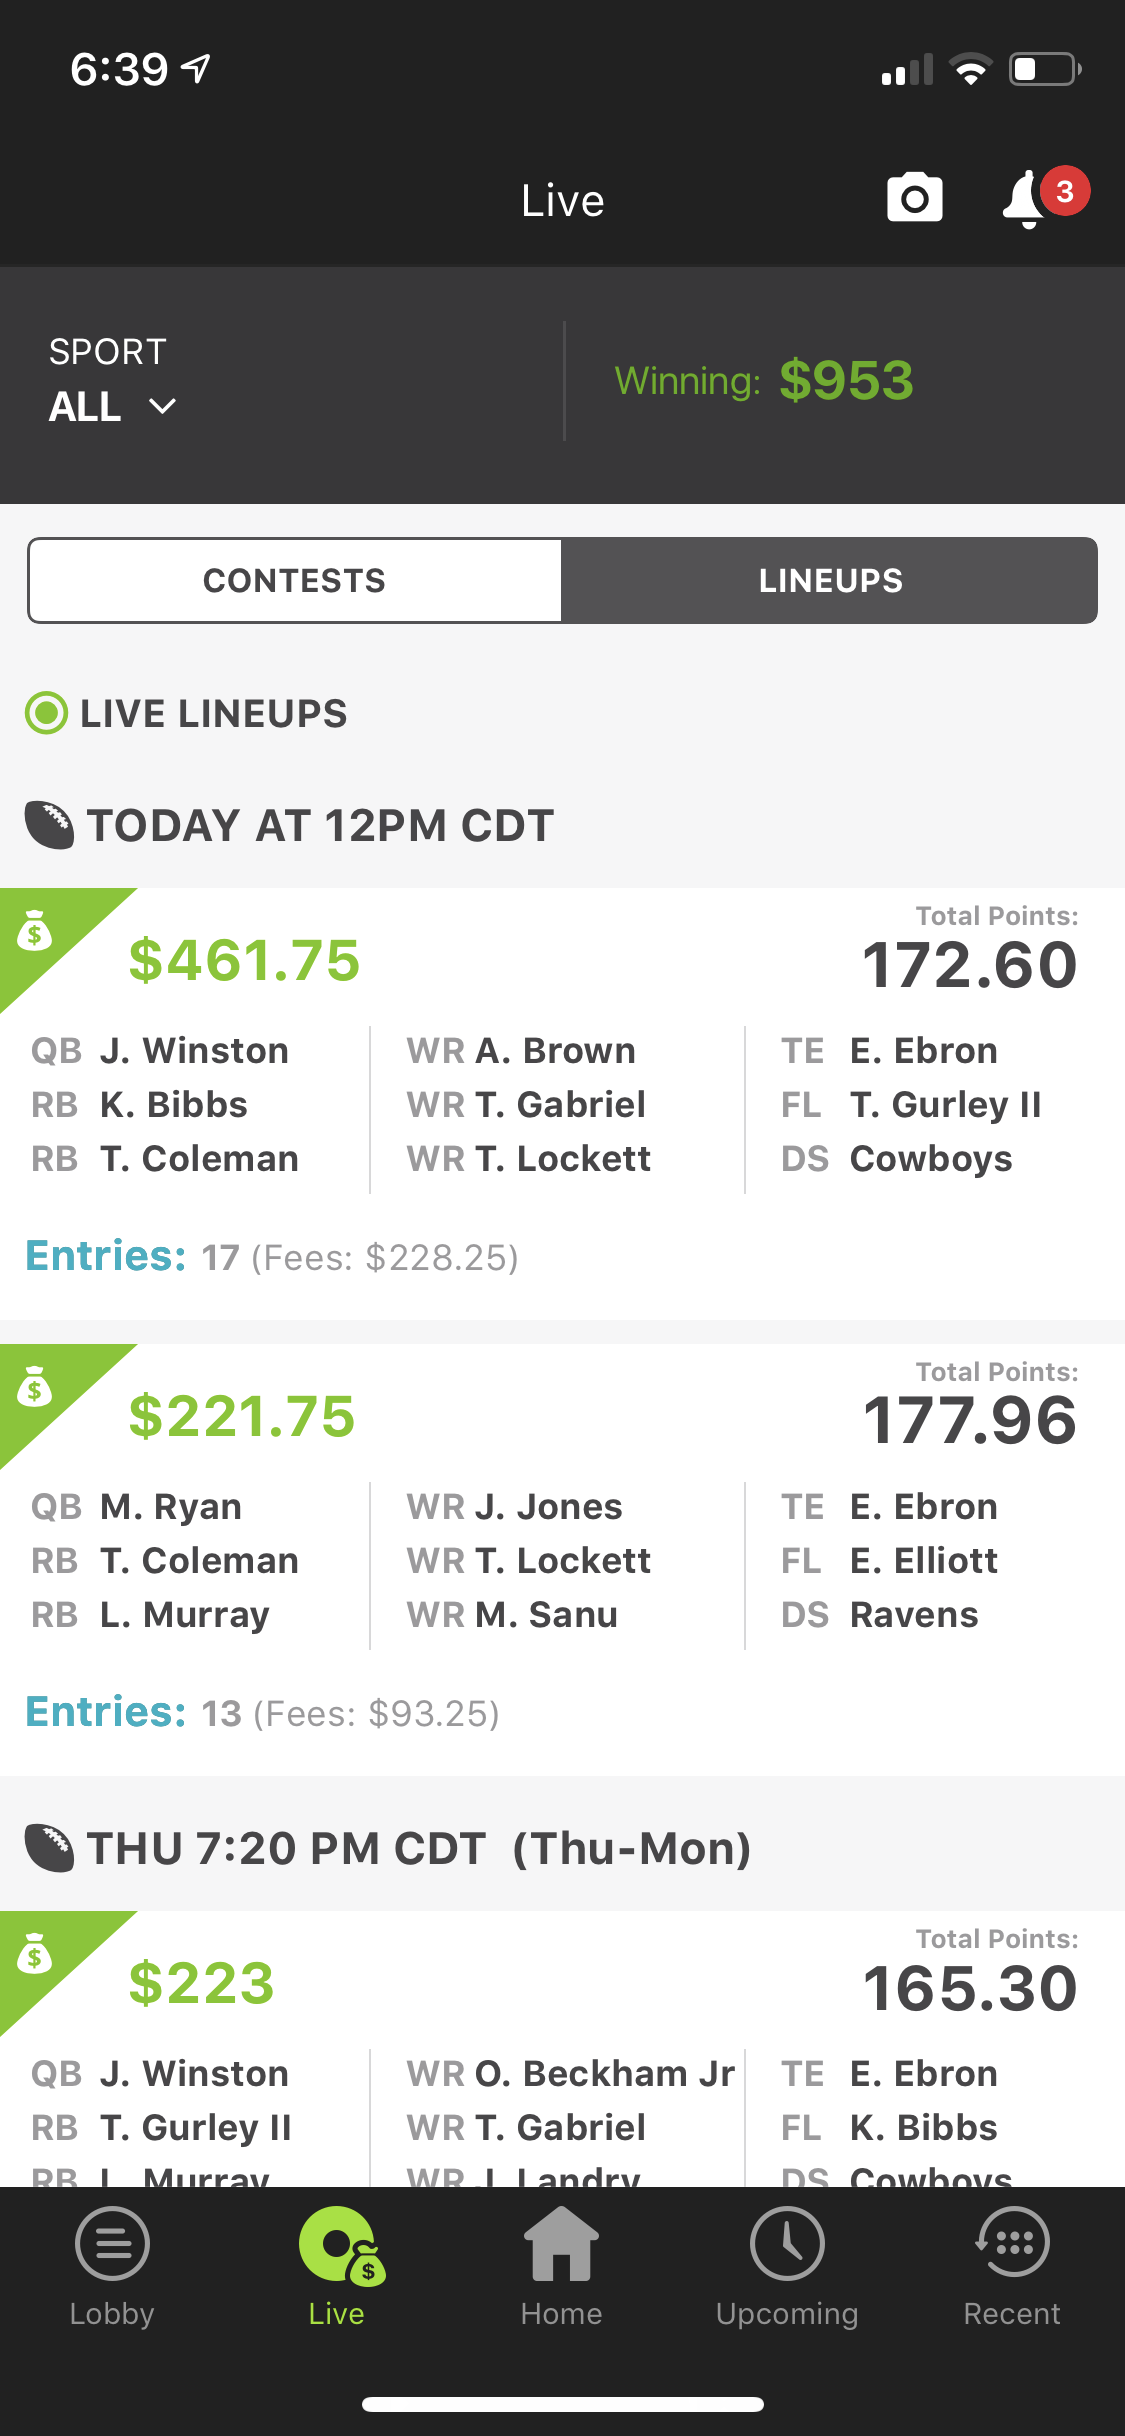 6:39
Live
3
SPORT
ALL
Winning: $953
CONTESTS LINEUPS
LIVE LINEUPS
TODAY AT 12PM CDT
$461.75
Total Points:
172.60
QB J. Winston WR A. Brown TE E. Ebron
RB K. Bibbs WR T. Gabriel FL T. Gurley II
RB T. Coleman WR T. Lockett DS Cowboys
Entries: 17 (Fees: $228.25)
$221.75
Total Points:
177.96
QB M. Ryan WR J. Jones TE E. Ebron
RB T. Coleman WR T. Lockett FL E. Elliott
RB L. Murray WR M. Sanu DS Ravens
Entries: 13 (Fees: $93.25)
THU 7:20 PM CDT (Thu-Mon)
$223
Total Points:
165.30
QB J. Winston WR O. Beckham Jr TE E. Ebron
RB T. Gurley II WR T. Gabriel FL K. Bibbs
RB L. Murray WR J. Landry DS Cowboys
Lobby Live Home Upcoming Recent